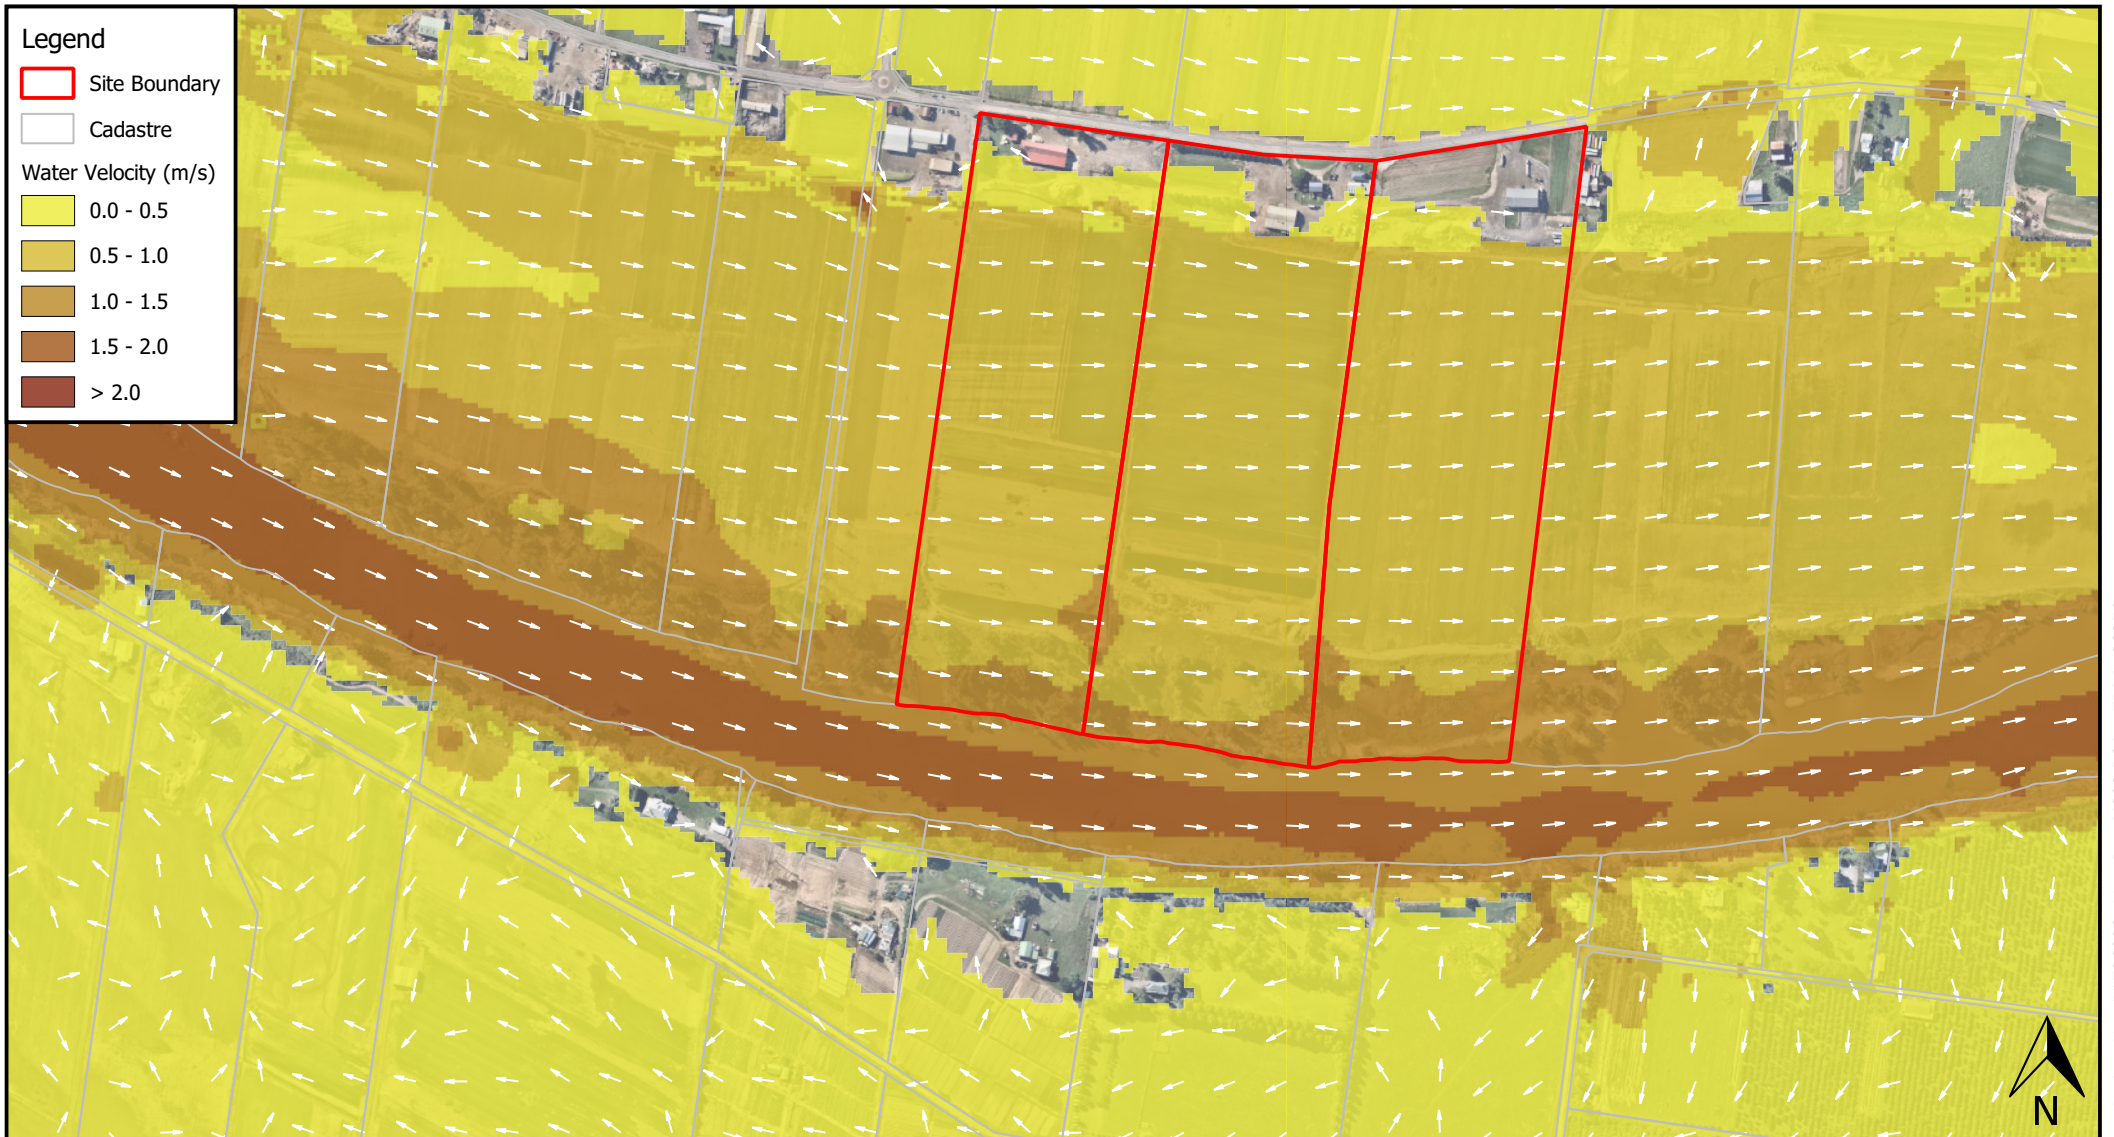 Legend
Site Boundary
Cadastre
Water Velocity (m/s)
0.0 - 0.5
0.5 - 1.0
1.0 - 1.5
1.5 - 2.0
> 2.0
N